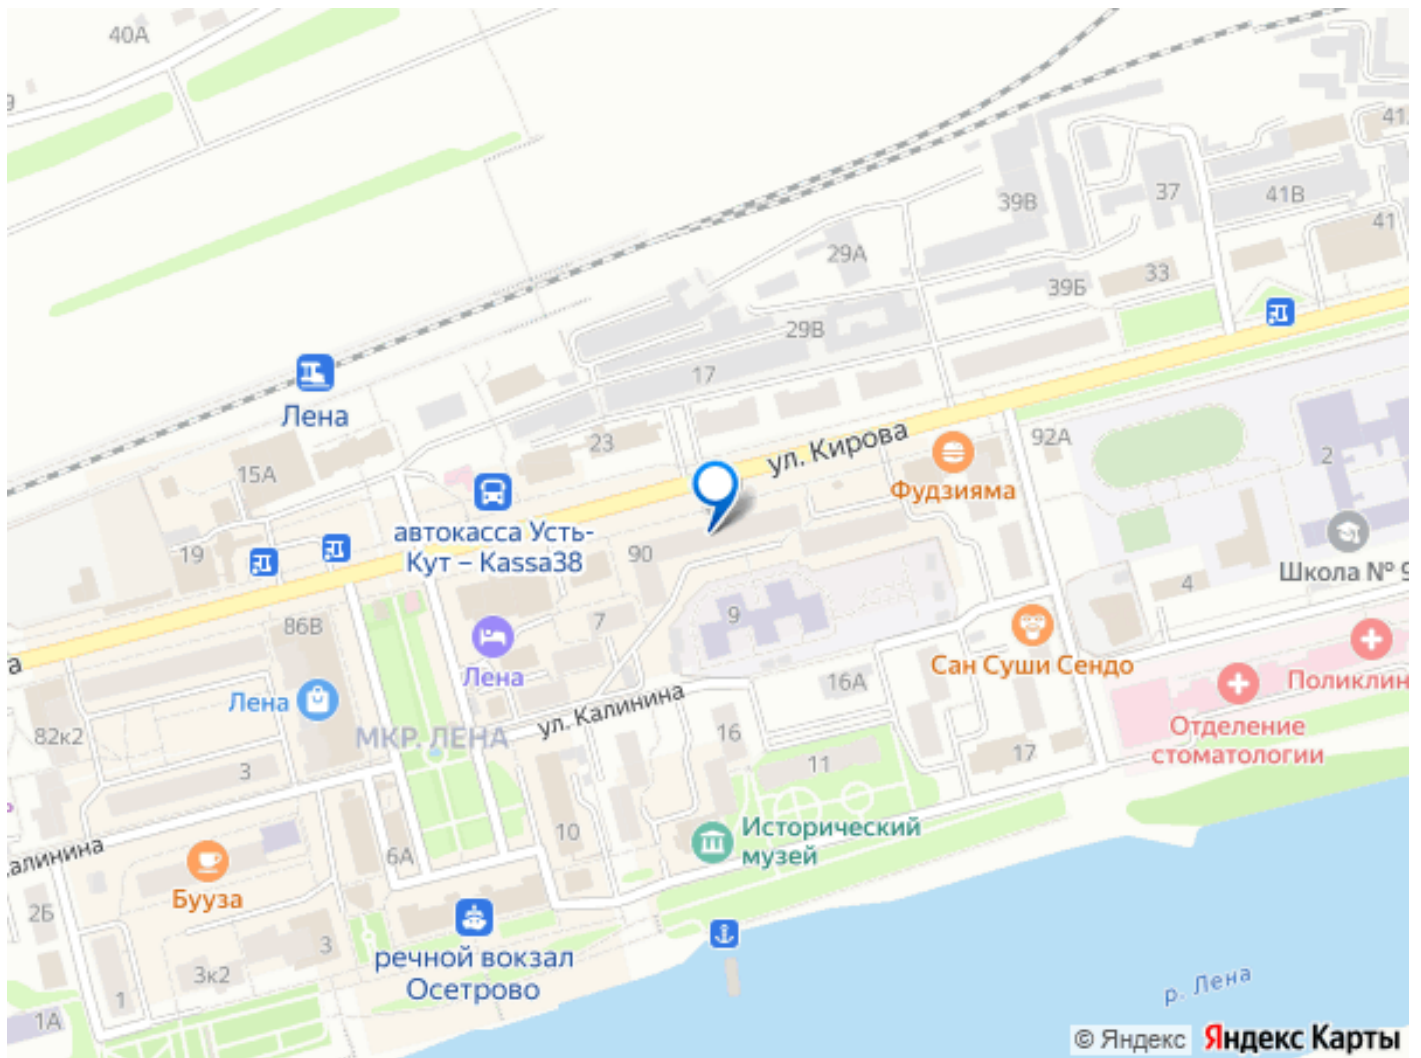 40А
9
41
39В
37
41В
41
29А
33
39Б
29В
17
Лена
ул. Кирова
92А
23
2
15А
Фудзияма
автокасса Усть-
Кут – Kassa38
19
90
Школа № 9
4
7
9
86В
Сан Суши Сендо
Лена
16А
Поликлин
Лена
ул. Калинина
82к2
МКР. ЛЕНА
16
Отделение
стоматологии
17
3
11
Исторический
музей
10
алинина
6А
Бууза
2Б
3
речной вокзал
Осетрово
3к2
1
р. Лена
1А
© Яндекс Яндекс Карты